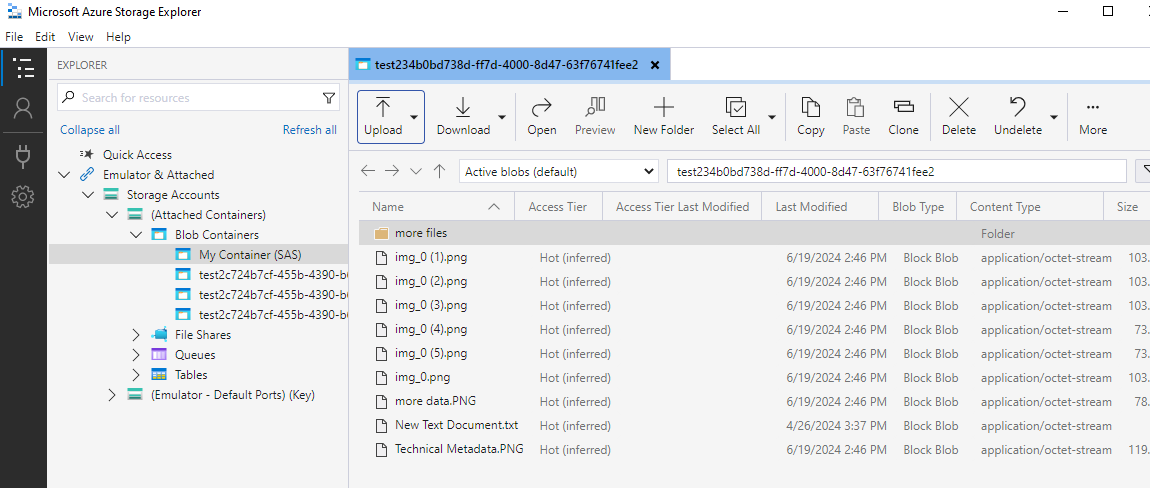 Microsoft Azure Storage Explorer
File Edit View Help
EXPLORER
Search for resources
Collapse all Refresh all
Quick Access
Emulator & Attached
Storage Accounts
(Attached Containers)
Blob Containers
My Container (SAS)
test2c724b7cf-455b-4390-b
test2c724b7cf-455b-4390-b
test2c724b7cf-455b-4390-b
File Shares
Queues
Tables
(Emulator - Default Ports) (Key)
test234b0bd738d-ff7d-4000-8d47-63f76741fee2
Upload Download Open Preview New Folder Select All Copy Paste Clone Delete Undelete More
Active blobs (default) test234b0bd738d-ff7d-4000-8d47-63f76741fee2
Name Access Tier Access Tier Last Modified Last Modified Blob Type Content Type Size
more files Folder
img_0 (1).png Hot (inferred) 6/19/2024 2:46 PM Block Blob application/octet-stream 103.
img_0 (2).png Hot (inferred) 6/19/2024 2:46 PM Block Blob application/octet-stream 103.
img_0 (3).png Hot (inferred) 6/19/2024 2:46 PM Block Blob application/octet-stream 103.
img_0 (4).png Hot (inferred) 6/19/2024 2:46 PM Block Blob application/octet-stream 73.
img_0 (5).png Hot (inferred) 6/19/2024 2:46 PM Block Blob application/octet-stream 73.
img_0.png Hot (inferred) 6/19/2024 2:46 PM Block Blob application/octet-stream 103.
more data.PNG Hot (inferred) 6/19/2024 2:46 PM Block Blob application/octet-stream 78.
New Text Document.txt Hot (inferred) 4/26/2024 3:37 PM Block Blob application/octet-stream
Technical Metadata.PNG Hot (inferred) 6/19/2024 2:46 PM Block Blob application/octet-stream 119.